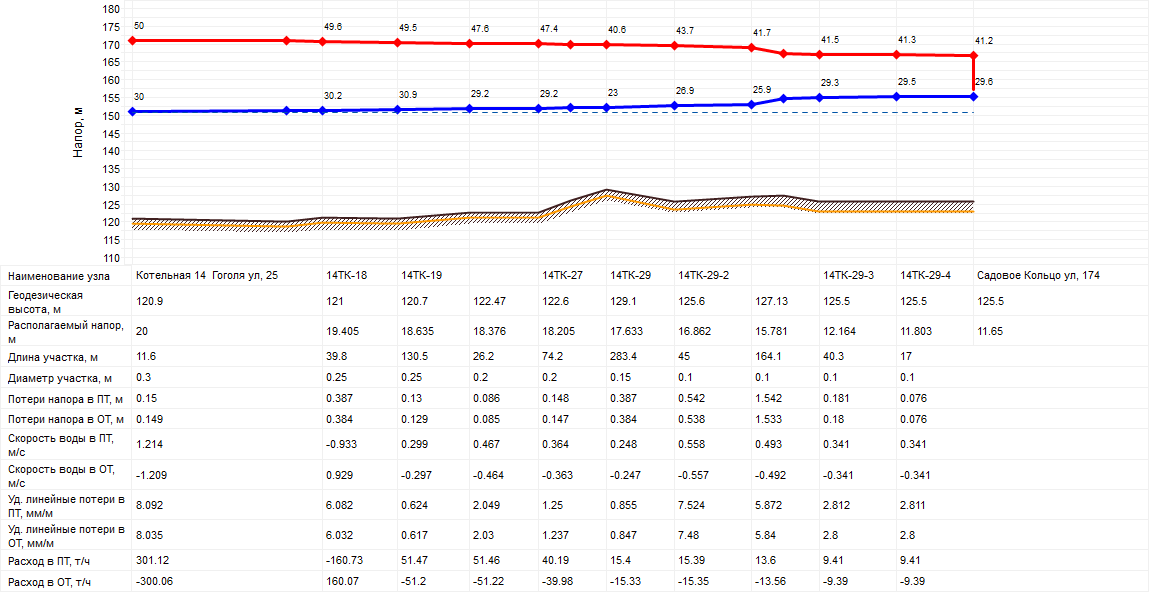 180
175
170
165
160
155
150
145
140
135
130
125
120
115
110
Напор, м
50 49.6 49.5 47.6 47.4 40.6 43.7 41.7 41.5 41.3 41.2
30 30.2 30.9 29.2 29.2 23 26.9 25.9 29.3 29.5 29.6
Наименование узла Котельная 14 Гоголя ул, 25 14ТК-18 14ТК-19 14ТК-27 14ТК-29 14ТК-29-2 14ТК-29-3 14ТК-29-4 Садовое Кольцо ул, 174
Геодезическая
высота, м 120.9 121 120.7 122.47 122.6 129.1 125.6 127.13 125.5 125.5 125.5
Располагаемый напор,
м 20 19.405 18.635 18.376 18.205 17.633 16.862 15.781 12.164 11.803 11.65
Длина участка, м 11.6 39.8 130.5 26.2 74.2 283.4 45 164.1 40.3 17
Диаметр участка, м 0.3 0.25 0.25 0.2 0.2 0.15 0.1 0.1 0.1 0.1
Потери напора в ПТ, м 0.15 0.387 0.13 0.086 0.148 0.387 0.542 1.542 0.181 0.076
Потери напора в ОТ, м 0.149 0.384 0.129 0.085 0.147 0.384 0.538 1.533 0.18 0.076
Скорость воды в ПТ,
м/с 1.214 -0.933 0.299 0.467 0.364 0.248 0.558 0.493 0.341 0.341
Скорость воды в ОТ,
м/с -1.209 0.929 -0.297 -0.464 -0.363 -0.247 -0.557 -0.492 -0.341 -0.341
Уд. линейные потери в
ПТ, мм/м 8.092 6.082 0.624 2.049 1.25 0.855 7.524 5.872 2.812 2.811
Уд. линейные потери в
ОТ, мм/м 8.035 6.032 0.617 2.03 1.237 0.847 7.48 5.84 2.8 2.8
Расход в ПТ, т/ч 301.12 -160.73 51.47 51.46 40.19 15.4 15.39 13.6 9.41 9.41
Расход в ОТ, т/ч -300.06 160.07 -51.2 -51.22 -39.98 -15.33 -15.35 -13.56 -9.39 -9.39